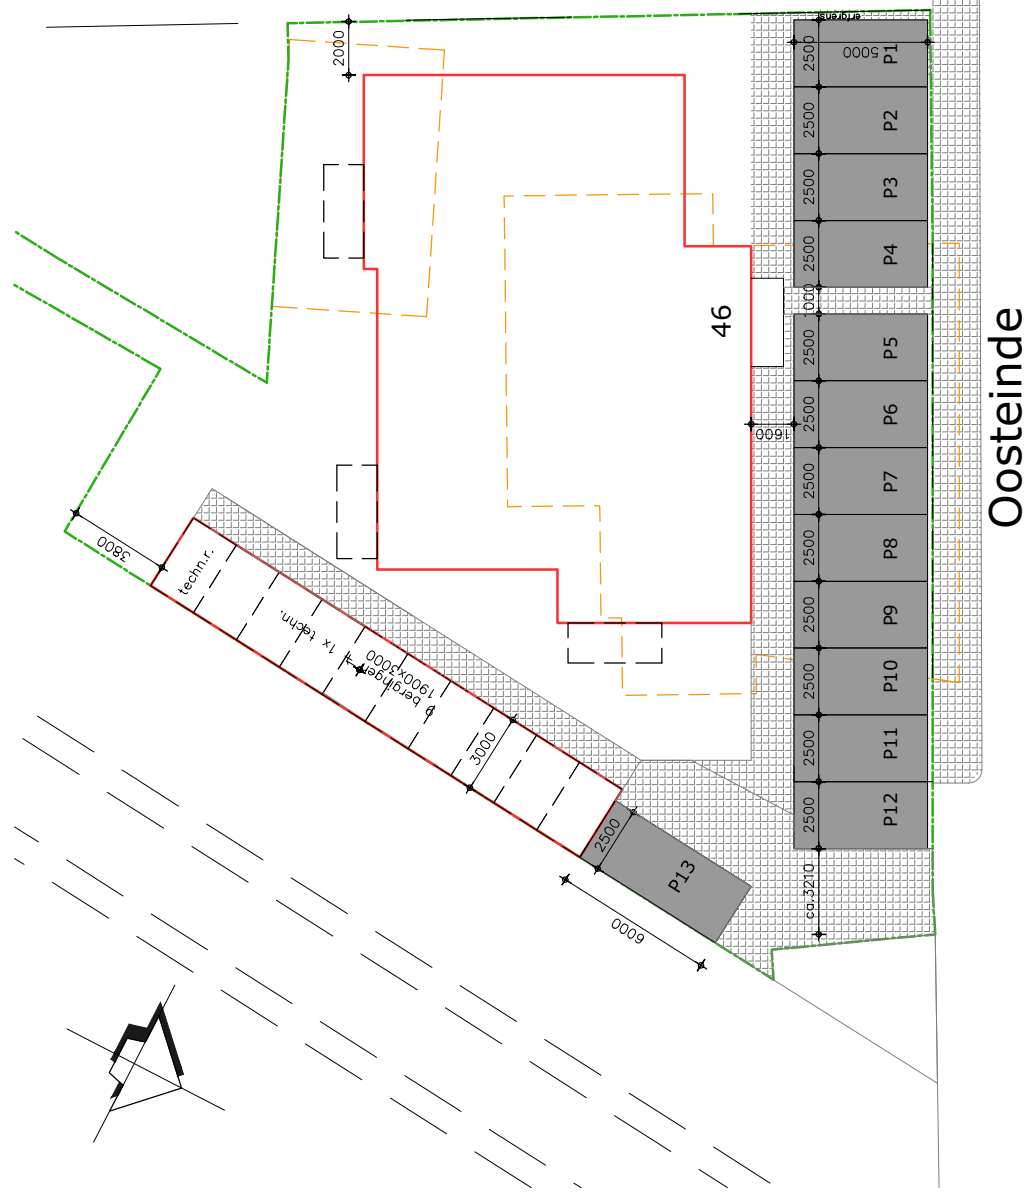 erfgrens
2000
5000
2500 P1
2500 P2
2500 P3
2500 P4
1000
46
2500 P5
2500 P6
1600
2500 P7
2500 P8
2500 P9
2500 P10
2500 P11
2500 P12
ca.3210
Oosteinde
3800
techn.r.
9 bergingen + 1x techn.
1900x3000
3000
2500
P13
6000